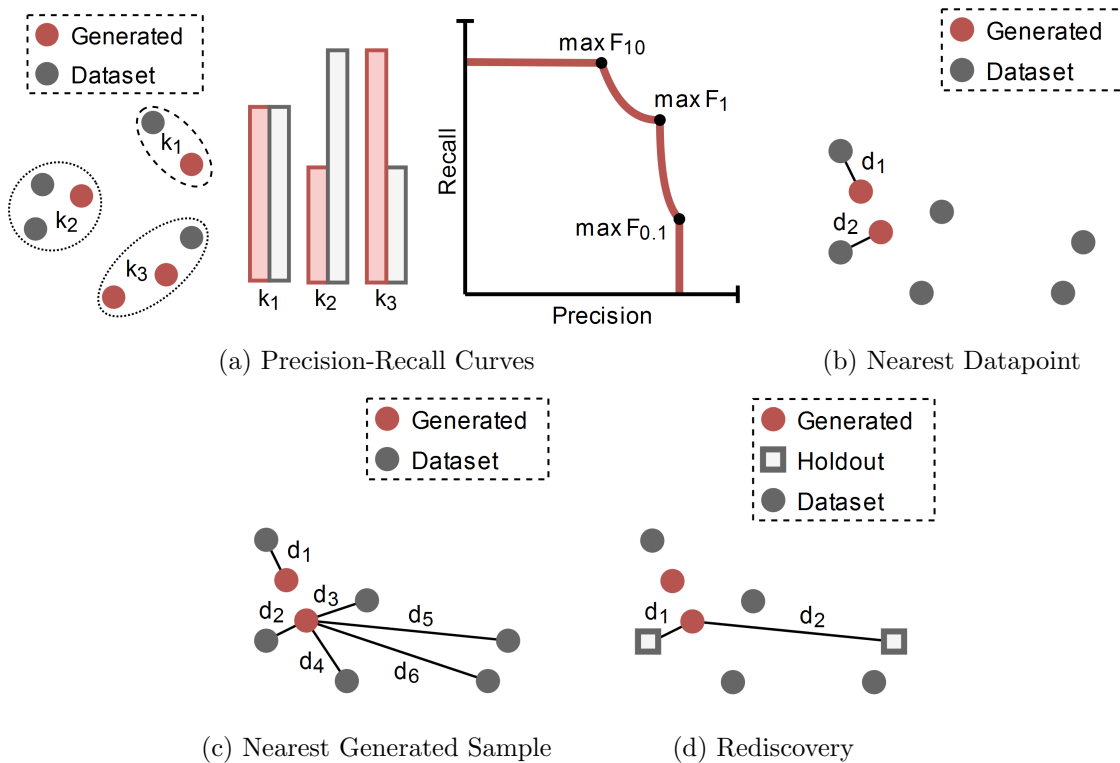 Generated
Dataset
k1
k2
k3
k1 k2 k3
Recall
max F10
max F1
max F0.1
Precision
(a) Precision-Recall Curves
Generated
Dataset
d1
d2
(b) Nearest Datapoint
Generated
Dataset
d1
d2
d3
d4
d5
d6
(c) Nearest Generated Sample
Generated
Holdout
Dataset
d1
d2
(d) Rediscovery